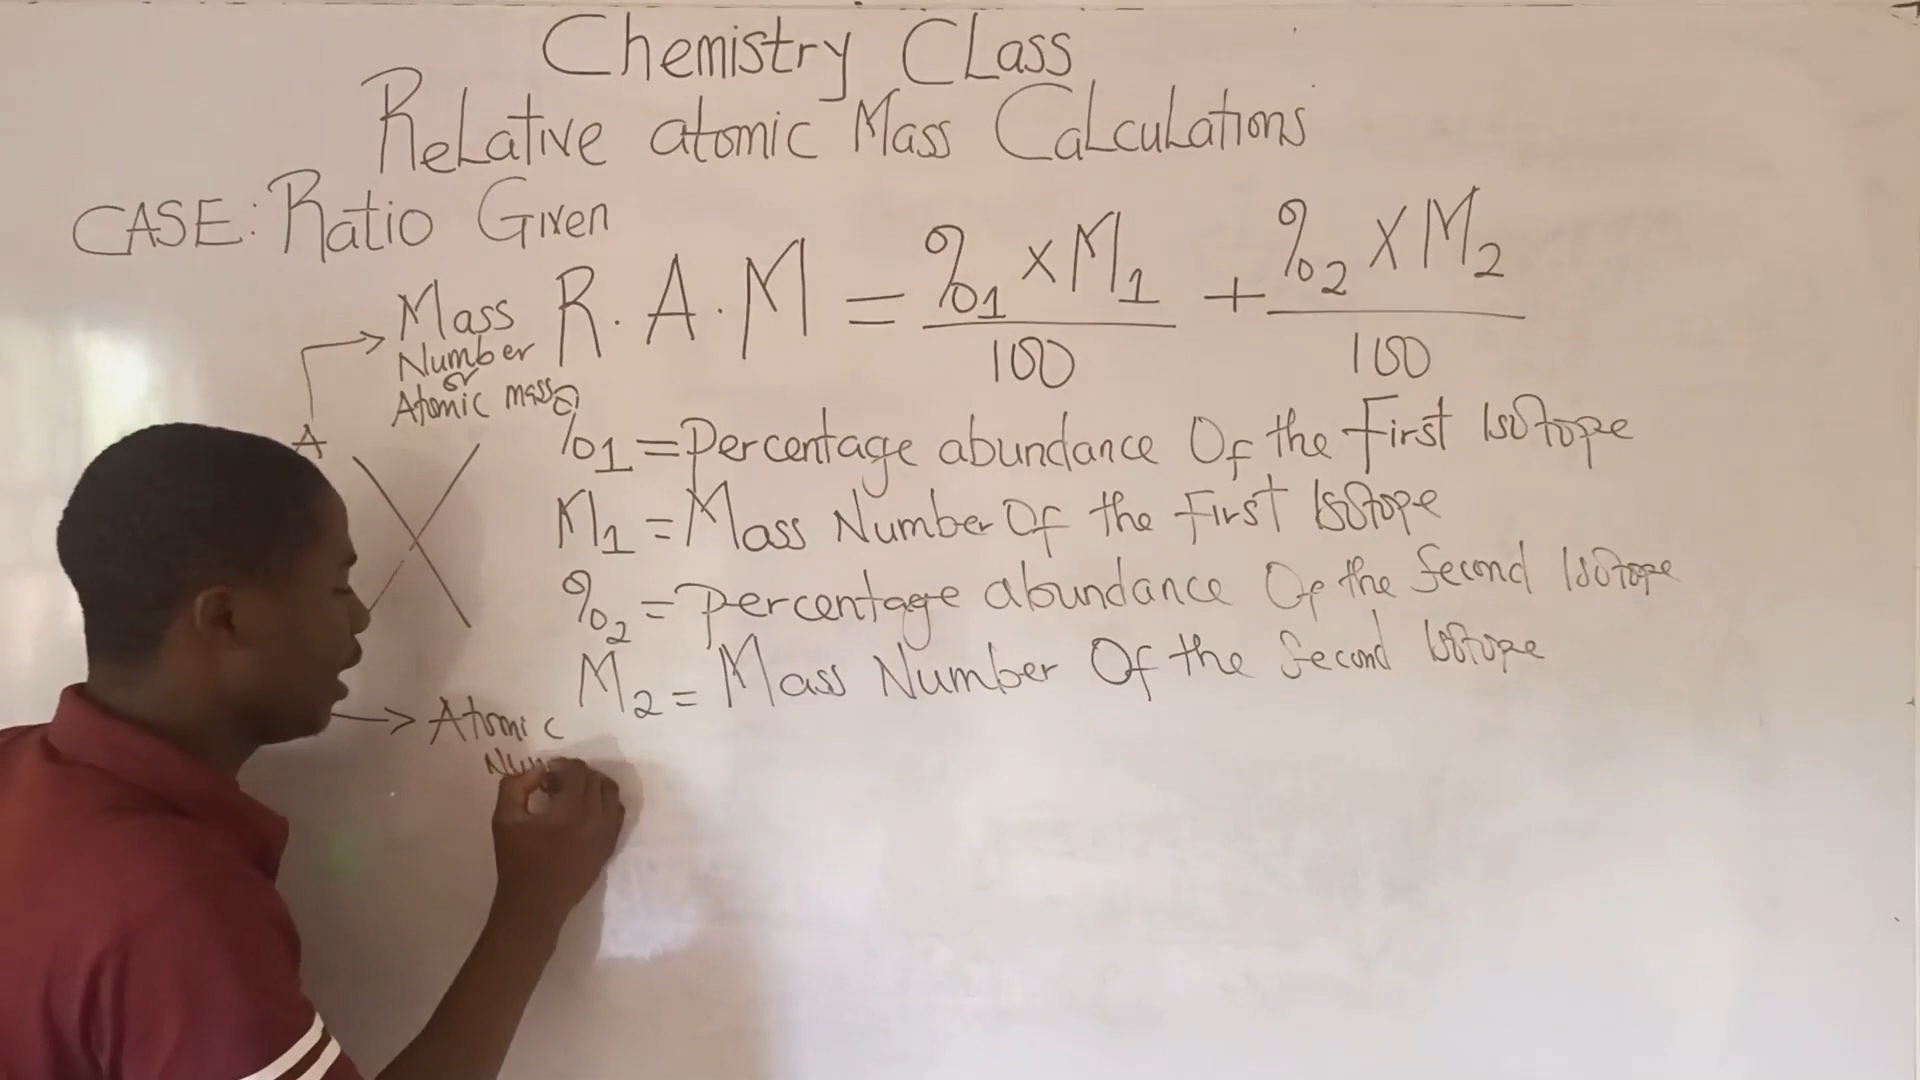 Chemistry Class
Relative atomic Mass Calculations
CASE: Ratio Given
R.A.M = %1 x M1 / 100 + %2 x M2 / 100
Mass
Number
or
Atomic mass
A
X
%1 = Percentage abundance Of the First Isotope
M1 = Mass Number Of the First Isotope
%2 = Percentage abundance Of the Second Isotope
M2 = Mass Number Of the Second Isotope
Atomic